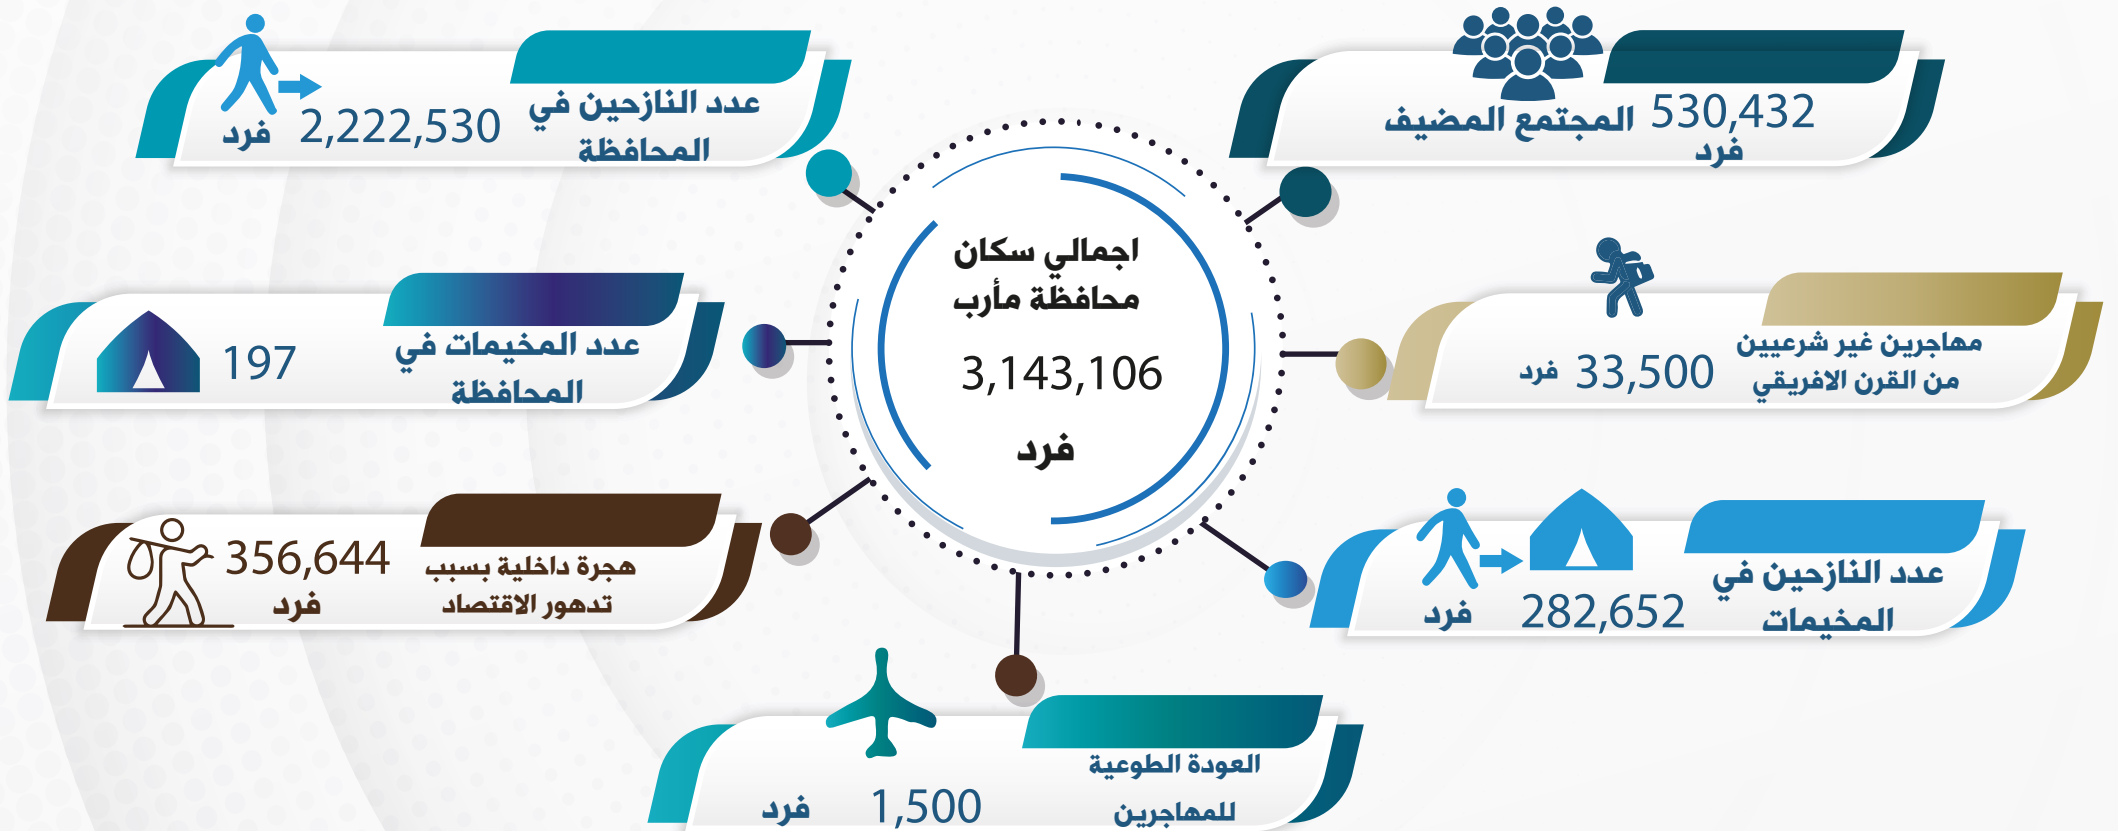 المجتمع المضيف 530,432
فرد
عدد النازحين في
المحافظة
2,222,530 فرد
اجمالي سكان
محافظة مأرب
3,143,106
فرد
مهاجرين غير شرعيين
من القرن الافريقي
33,500 فرد
عدد المخيمات في
المحافظة
197
عدد النازحين في
المخيمات
282,652 فرد
هجرة داخلية بسبب
تدهور الاقتصاد
356,644
فرد
العودة الطوعية
للمهاجرين
1,500 فرد